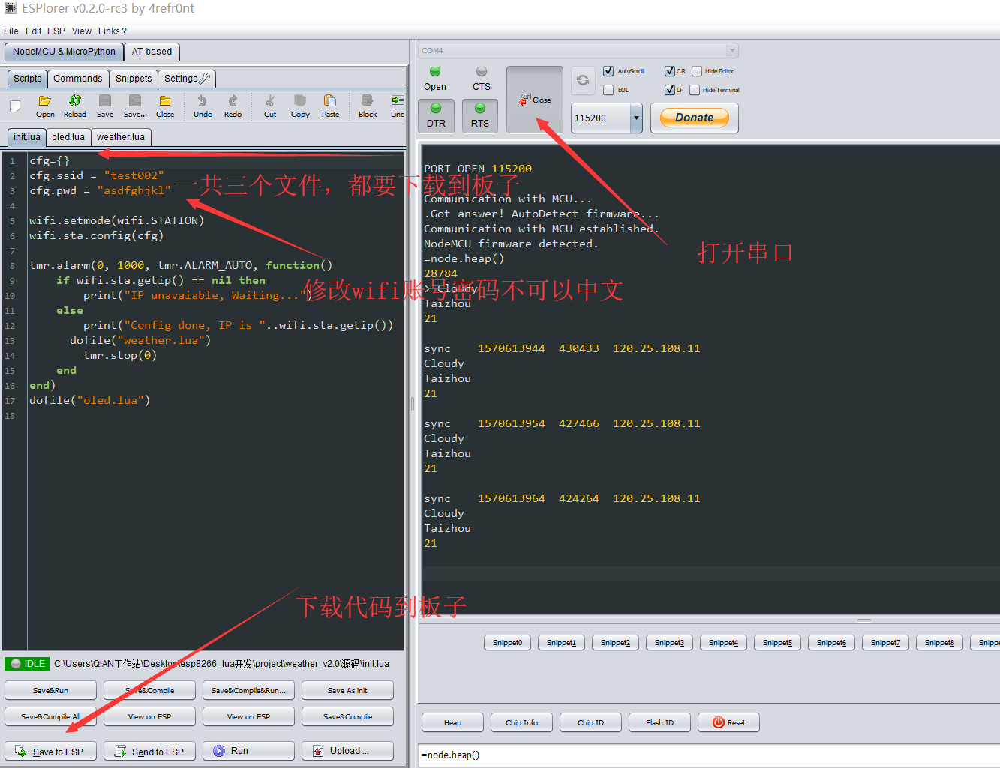 ESPlorer v0.2.0-rc3 by 4refr0nt
File Edit ESP View Links ?
NodeMCU & MicroPython AT-based
Scripts Commands Snippets Settings
Open Reload Save Save... Close Undo Redo Cut Copy Paste Block Line
init.lua oled.lua weather.lua
1 cfg={}
2 cfg.ssid = "test002"
3 cfg.pwd = "asdfghjkl"
4
5 wifi.setmode(wifi.STATION)
6 wifi.sta.config(cfg)
7
8 tmr.alarm(0, 1000, tmr.ALARM_AUTO, function()
9 if wifi.sta.getip() == nil then
10 print("IP unavaiable, Waiting...")
11 else
12 print("Config done, IP is "..wifi.sta.getip())
13 dofile("weather.lua")
14 tmr.stop(0)
15 end
16 end)
17 dofile("oled.lua")
18
一共三个文件，都要下载到板子
修改wifi账号密码不可以中文
下载代码到板子
IDLE C:\Users\QIAN工作站\Desktop\esp8266_lua开发\project\weather_v2.0\源码\init.lua
Save&Run Save&Compile Save&Compile&Run... Save As init
Save&Compile All View on ESP View on ESP Save&Compile
Save to ESP Send to ESP Run Upload ...
COM4
Open CTS Close AutoScroll CR Hide Editor
EOL LF Hide Terminal
DTR RTS 115200 Donate
PORT OPEN 115200
Communication with MCU...
.Got answer! AutoDetect firmware...
Communication with MCU established.
NodeMCU firmware detected.
=node.heap()
28784
> Cloudy
Taizhou
21
sync 1570613944 430433 120.25.108.11
Cloudy
Taizhou
21
sync 1570613954 427466 120.25.108.11
Cloudy
Taizhou
21
sync 1570613964 424264 120.25.108.11
Cloudy
Taizhou
21
打开串口
Snippet0 Snippet1 Snippet2 Snippet3 Snippet4 Snippet5 Snippet6 Snippet7 Snippet8 Snippe
Heap Chip Info Chip ID Flash ID Reset
=node.heap()